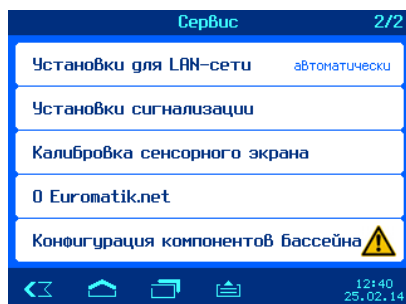 Сервис 2/2
Установки для LAN-сети автоматически
Установки сигнализации
Калибровка сенсорного экрана
О Euromatik.net
Конфигурация компонентов бассейна
12:40
25.02.14